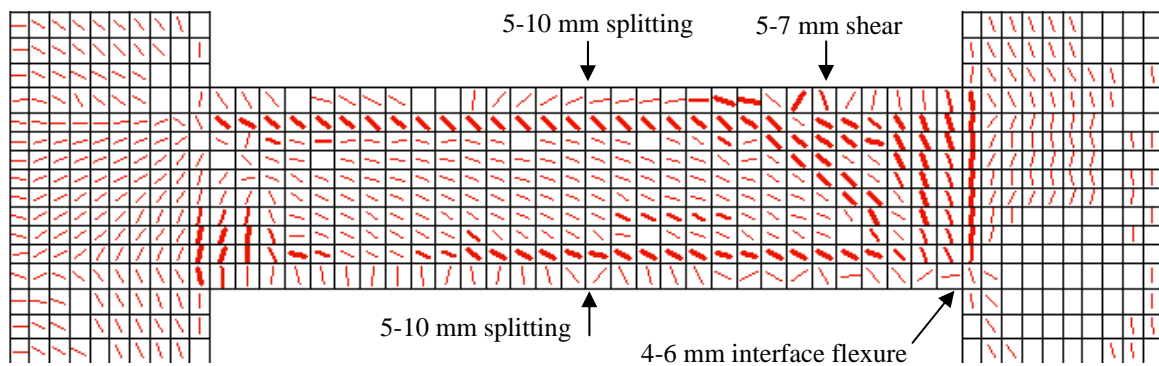 5-10 mm splitting
5-7 mm shear
5-10 mm splitting
4-6 mm interface flexure